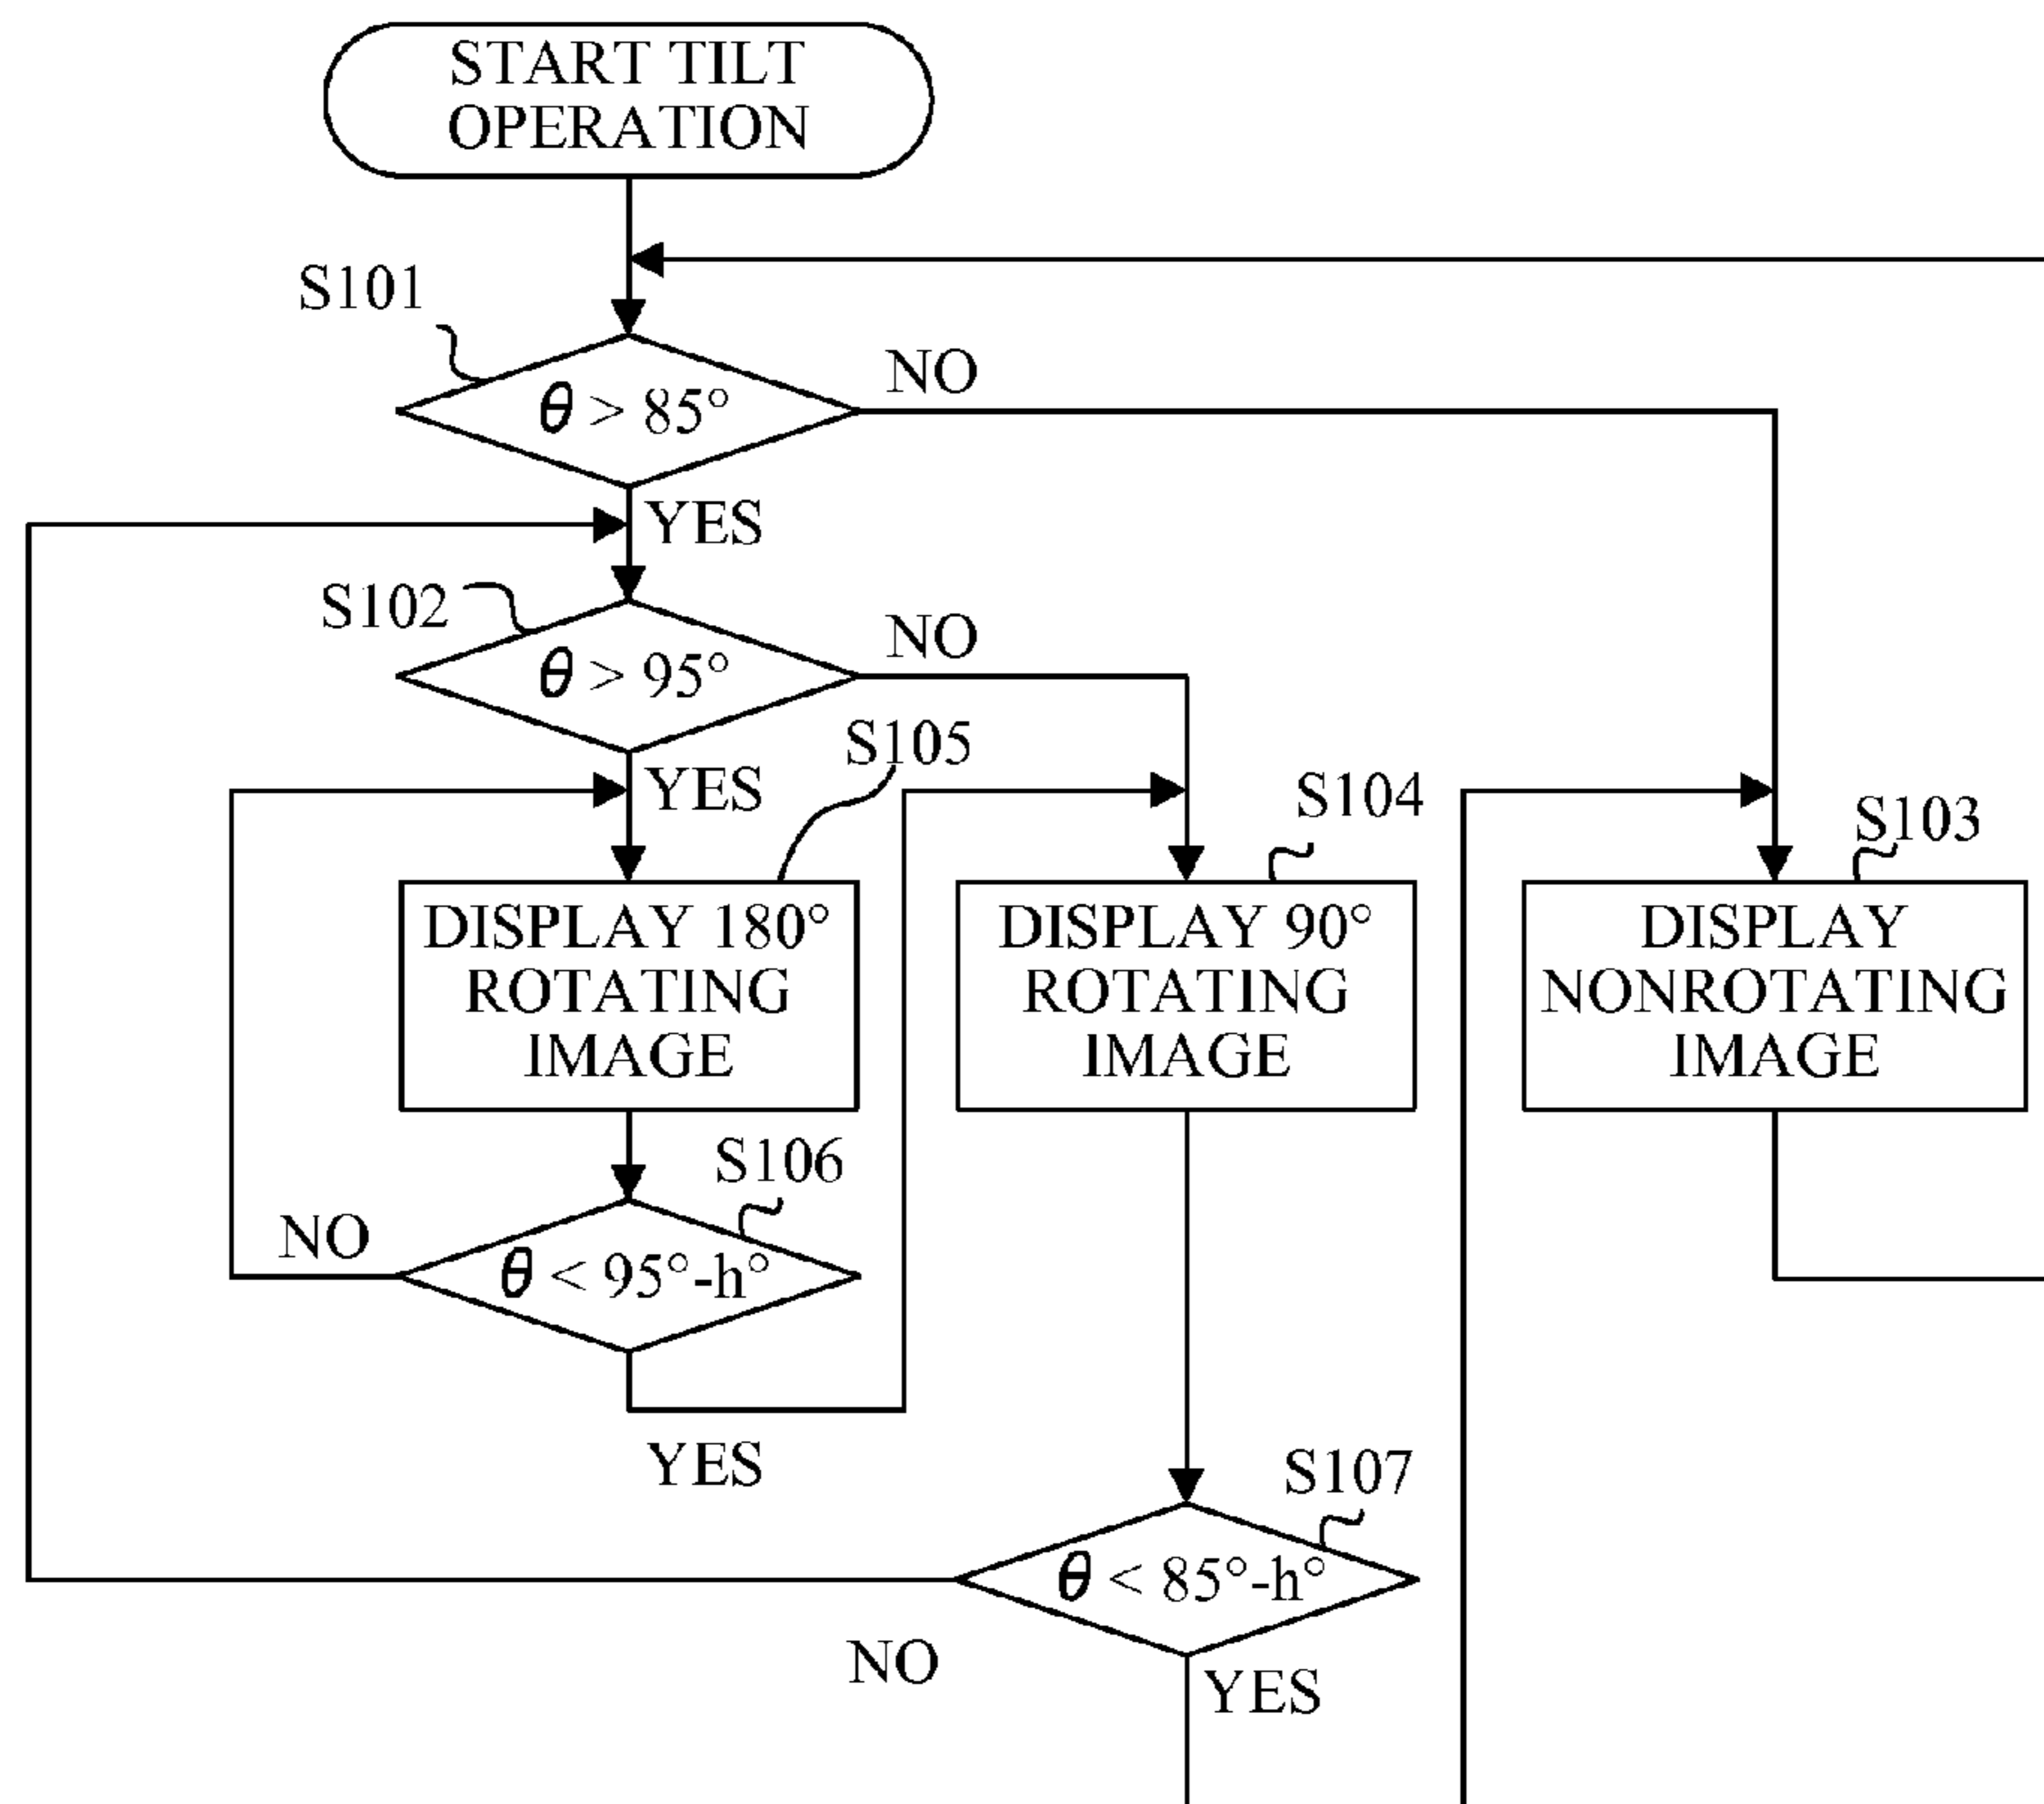 START TILT
OPERATION
S101
NO
θ > 85°
YES
S102
NO
θ > 95°
S105
YES
S104
S103
DISPLAY 180°
ROTATING
IMAGE
DISPLAY 90°
ROTATING
IMAGE
DISPLAY
NONROTATING
IMAGE
S106
NO
θ < 95°-h°
YES
S107
θ < 85°-h°
NO
YES